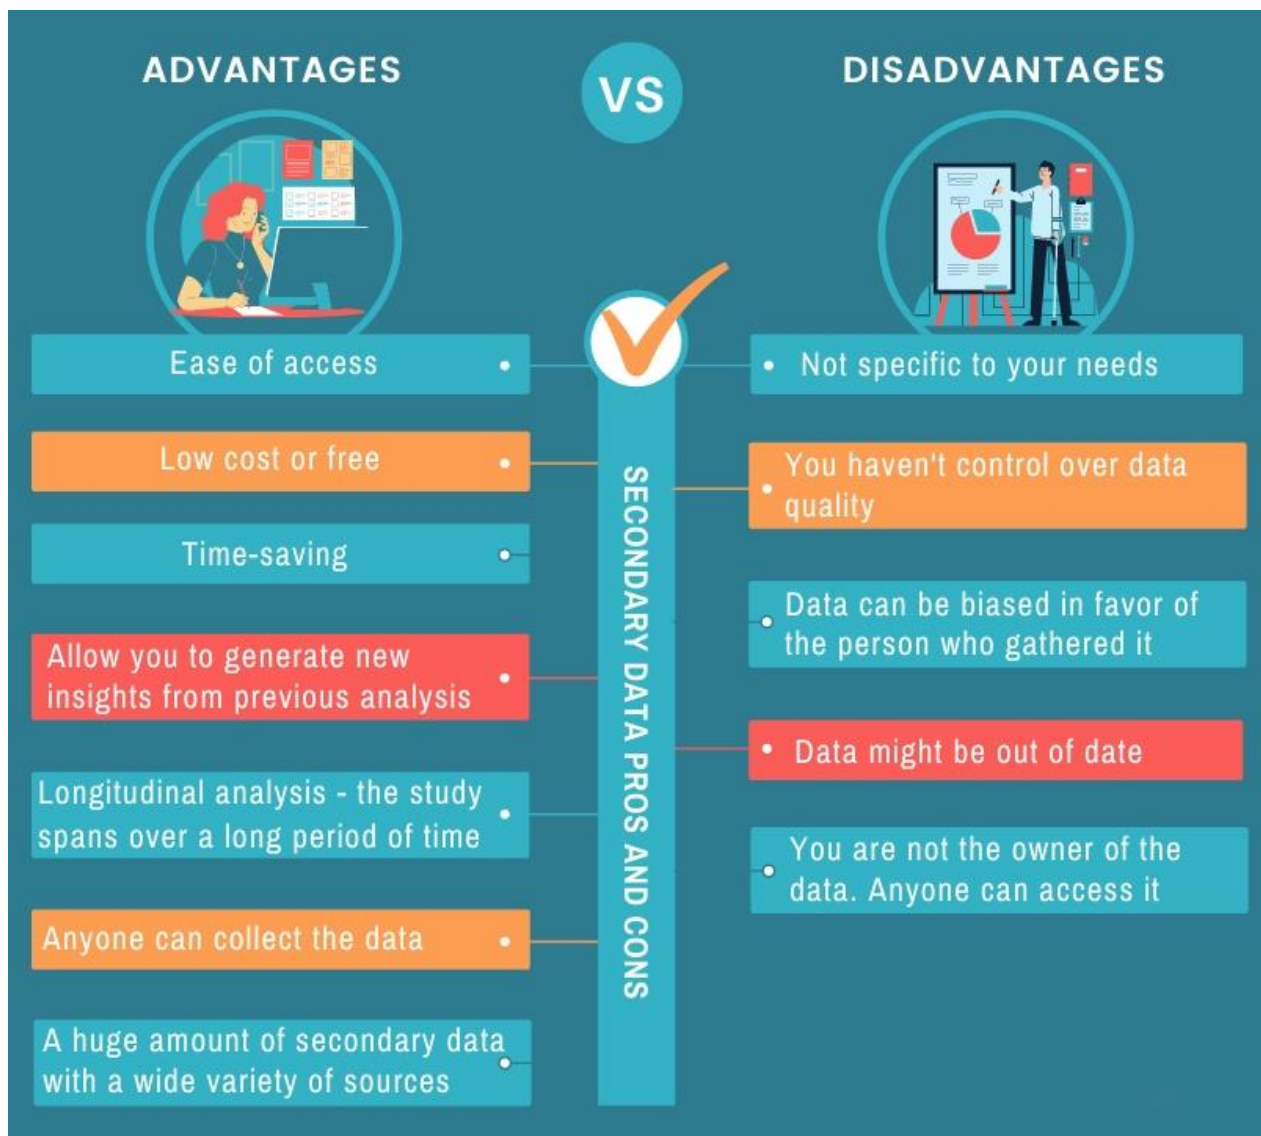 ADVANTAGES
VS
DISADVANTAGES
Ease of access
Low cost or free
Time-saving
Allow you to generate new
insights from previous analysis
Longitudinal analysis - the study
spans over a long period of time
Anyone can collect the data
A huge amount of secondary data
with a wide variety of sources
SECONDARY DATA PROS AND CONS
Not specific to your needs
You haven't control over data
quality
Data can be biased in favor of
the person who gathered it
Data might be out of date
You are not the owner of the
data. Anyone can access it